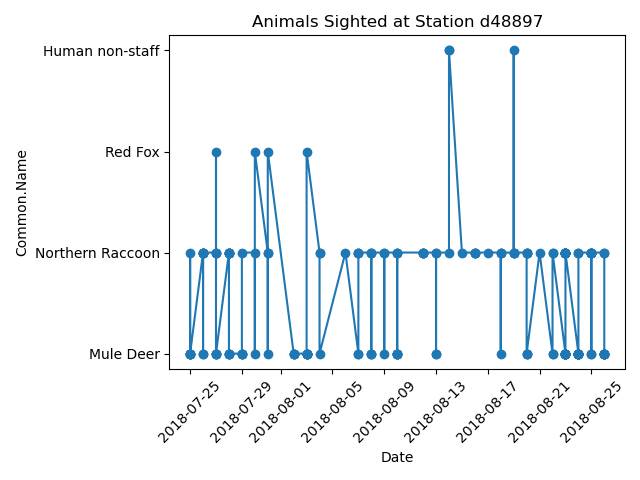 Animals Sighted at Station d48897
Human non-staff
Red Fox
Northern Raccoon
Mule Deer
Common.Name
2018-07-25
2018-07-29
2018-08-01
2018-08-05
2018-08-09
2018-08-13
2018-08-17
2018-08-21
2018-08-25
Date